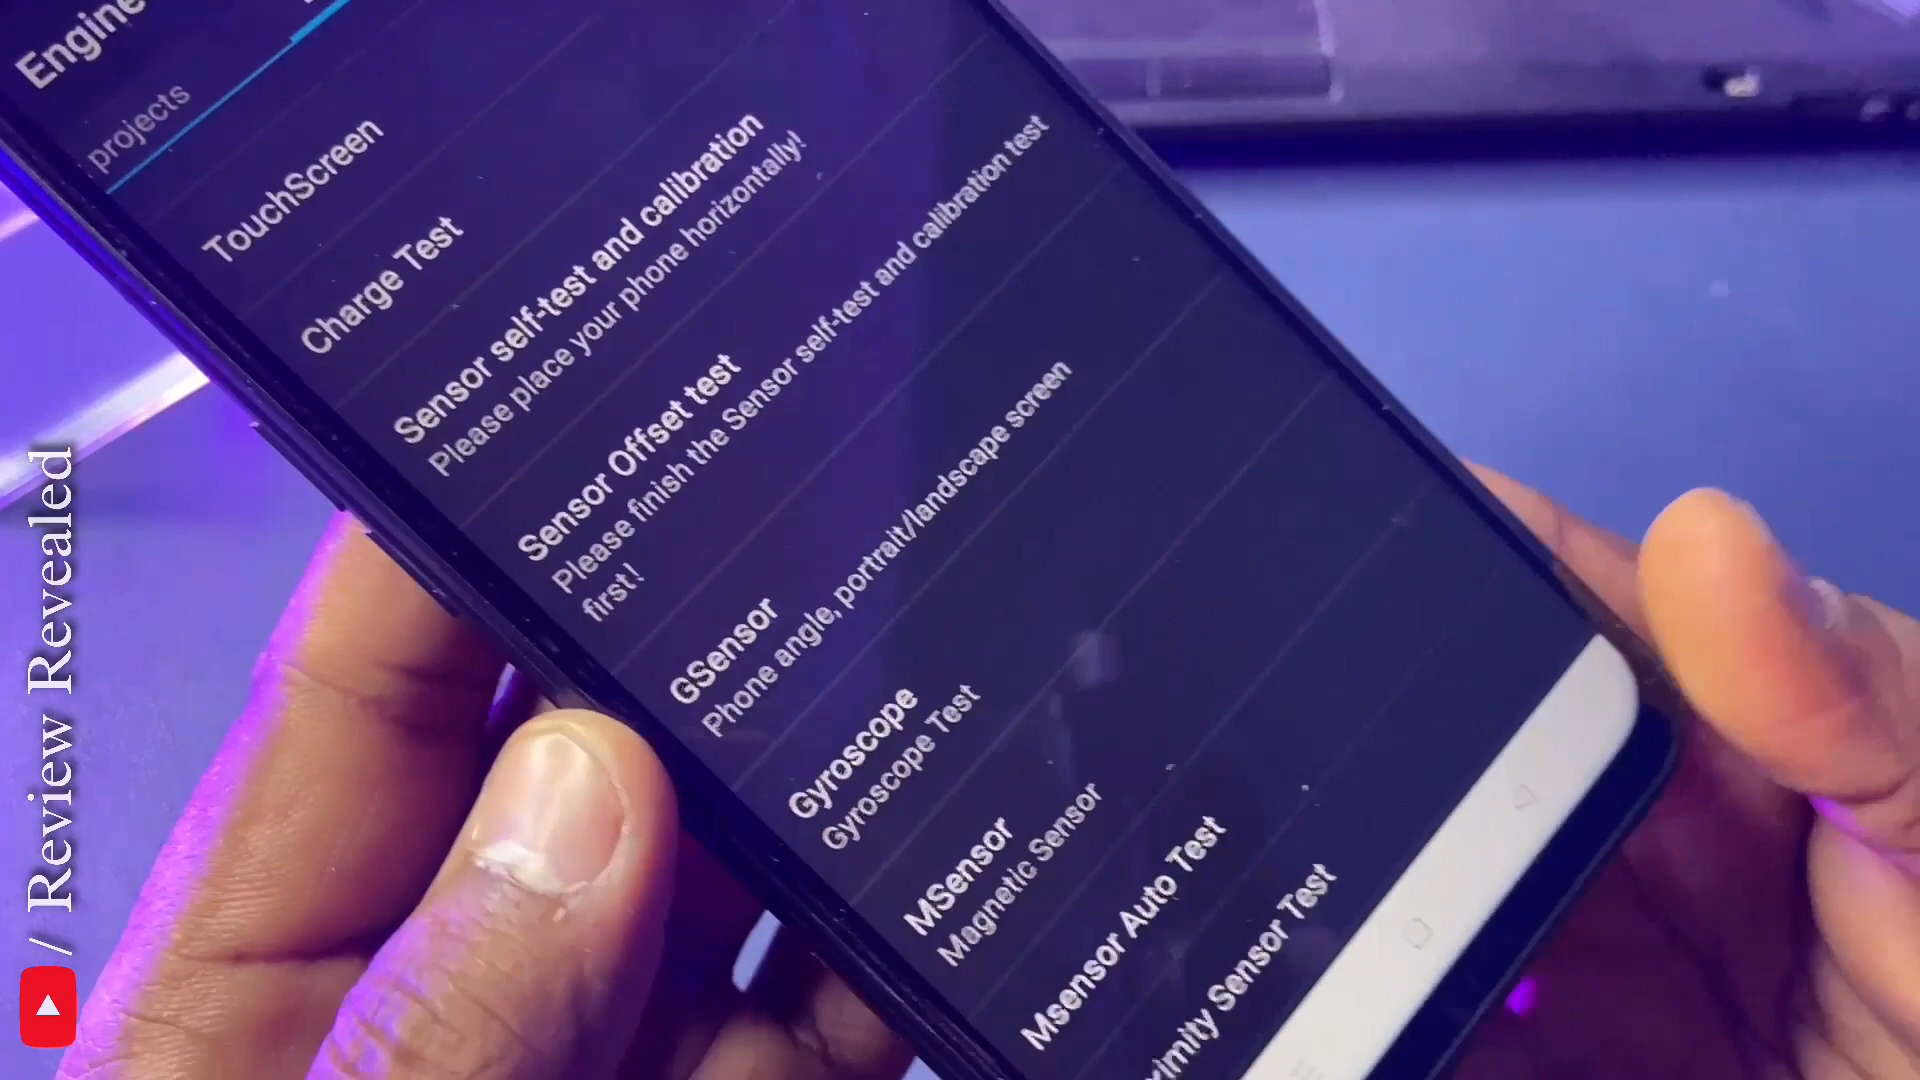 Engine
projects
TouchScreen
Charge Test
Sensor self-test and calibration
Please place your phone horizontally!
Sensor Offset test
Please finish the Sensor self-test and calibration test
first!
GSensor
Phone angle, portrait/landscape screen
Gyroscope
Gyroscope Test
MSensor
Magnetic Sensor
Msensor Auto Test
ximity Sensor Test
/ Review Revealed